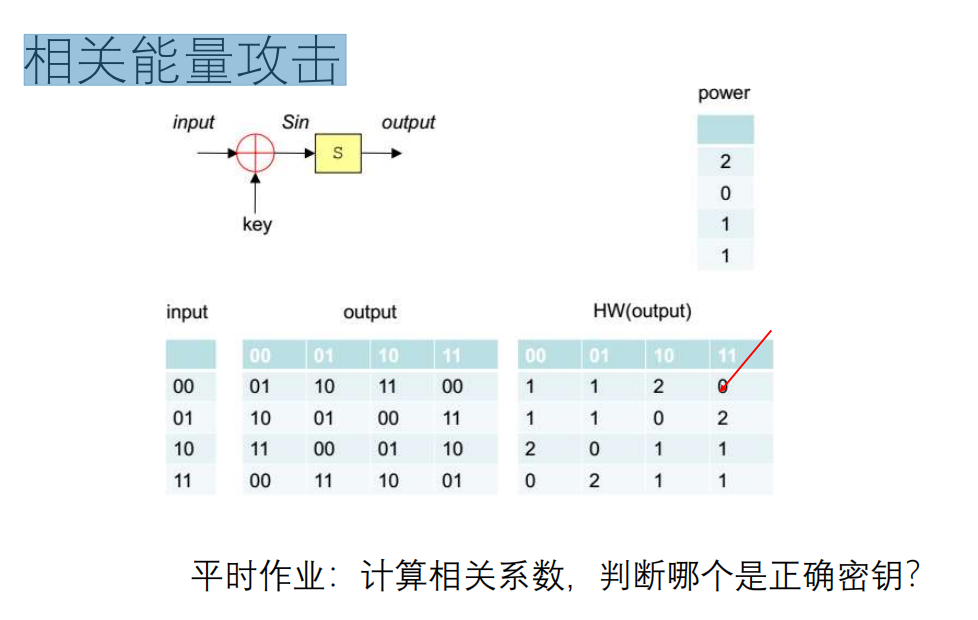 相关能量攻击
power
input Sin output
S
key
2
0
1
1
input output HW(output)
00 01 10 11 00 01 10 11
00 01 10 11 00 1 1 2 0
01 10 01 00 11 1 1 0 2
10 11 00 01 10 2 0 1 1
11 00 11 10 01 0 2 1 1
平时作业：计算相关系数，判断哪个是正确密钥？